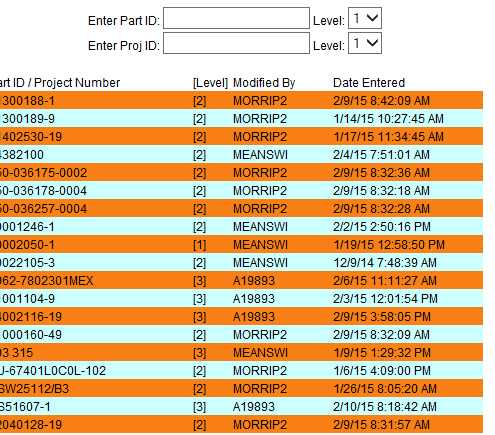 Enter Part ID: Level: 1
Enter Proj ID: Level: 1
art ID / Project Number [Level] Modified By Date Entered
1300188-1 [2] MORRIP2 2/9/15 8:42:09 AM
1300189-9 [2] MORRIP2 1/14/15 10:27:45 AM
1402530-19 [2] MORRIP2 1/17/15 11:34:45 AM
4382100 [2] MEANSWI 2/4/15 7:51:01 AM
50-036175-0002 [2] MORRIP2 2/9/15 8:32:36 AM
50-036178-0004 [2] MORRIP2 2/9/15 8:32:18 AM
50-036257-0004 [2] MORRIP2 2/9/15 8:32:28 AM
0001246-1 [2] MEANSWI 2/2/15 2:50:16 PM
0002050-1 [1] MEANSWI 1/19/15 12:58:50 PM
0022105-3 [2] MEANSWI 12/9/14 7:48:39 AM
962-7802301MEX [3] A19893 2/6/15 11:11:27 AM
1001104-9 [3] A19893 2/3/15 12:01:54 PM
4002116-19 [3] A19893 2/9/15 3:58:05 PM
1000160-49 [2] MORRIP2 2/9/15 8:32:09 AM
93 315 [3] MEANSWI 1/9/15 1:29:32 PM
U-67401L0C0L-102 [2] MORRIP2 1/6/15 4:09:00 PM
SW25112/B3 [2] MORRIP2 1/26/15 8:05:20 AM
S51607-1 [3] A19893 2/10/15 8:18:42 AM
2040128-19 [2] MORRIP2 2/9/15 8:31:57 AM